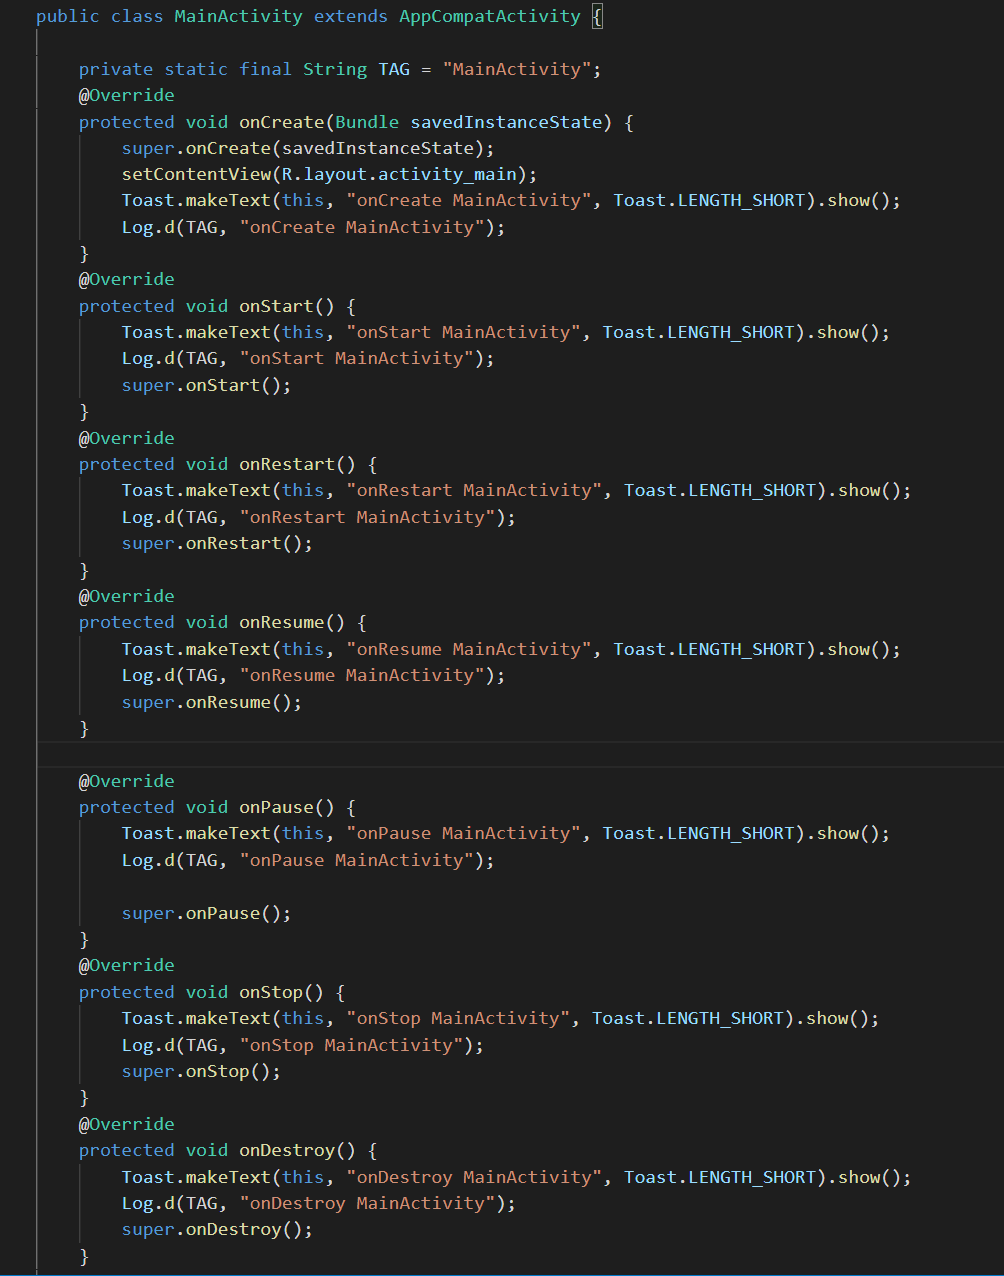 public class MainActivity extends AppCompatActivity {
private static final String TAG = "MainActivity";
@Override
protected void onCreate(Bundle savedInstanceState) {
super.onCreate(savedInstanceState);
setContentView(R.layout.activity_main);
Toast.makeText(this, "onCreate MainActivity", Toast.LENGTH_SHORT).show();
Log.d(TAG, "onCreate MainActivity");
}
@Override
protected void onStart() {
Toast.makeText(this, "onStart MainActivity", Toast.LENGTH_SHORT).show();
Log.d(TAG, "onStart MainActivity");
super.onStart();
}
@Override
protected void onRestart() {
Toast.makeText(this, "onRestart MainActivity", Toast.LENGTH_SHORT).show();
Log.d(TAG, "onRestart MainActivity");
super.onRestart();
}
@Override
protected void onResume() {
Toast.makeText(this, "onResume MainActivity", Toast.LENGTH_SHORT).show();
Log.d(TAG, "onResume MainActivity");
super.onResume();
}
@Override
protected void onPause() {
Toast.makeText(this, "onPause MainActivity", Toast.LENGTH_SHORT).show();
Log.d(TAG, "onPause MainActivity");
super.onPause();
}
@Override
protected void onStop() {
Toast.makeText(this, "onStop MainActivity", Toast.LENGTH_SHORT).show();
Log.d(TAG, "onStop MainActivity");
super.onStop();
}
@Override
protected void onDestroy() {
Toast.makeText(this, "onDestroy MainActivity", Toast.LENGTH_SHORT).show();
Log.d(TAG, "onDestroy MainActivity");
super.onDestroy();
}